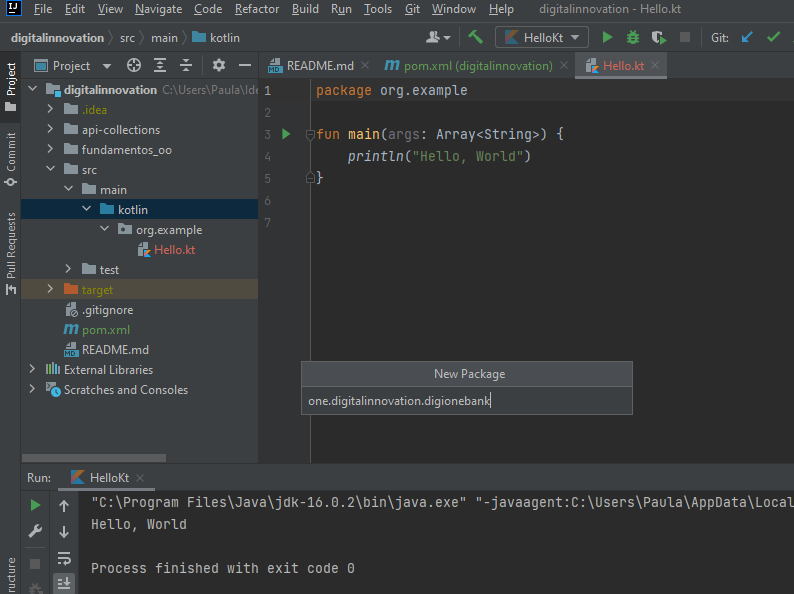 File Edit View Navigate Code Refactor Build Run Tools Git Window Help digitalinnovation - Hello.kt
digitalinnovation src main kotlin HelloKt Git:
Project
README.md
pom.xml (digitalinnovation)
Hello.kt
Project
Commit
Pull Requests
ructure
digitalinnovation C:\Users\Paula\Ide
.idea
api-collections
fundamentos_oo
src
main
kotlin
org.example
Hello.kt
test
target
.gitignore
pom.xml
README.md
External Libraries
Scratches and Consoles
1 package org.example
2
3 fun main(args: Array<String>) {
4 println("Hello, World")
5 }
6
7
New Package
one.digitalinnovation.digionebank
Run: HelloKt
"C:\Program Files\Java\jdk-16.0.2\bin\java.exe" "-javaagent:C:\Users\Paula\AppData\Local
Hello, World
Process finished with exit code 0